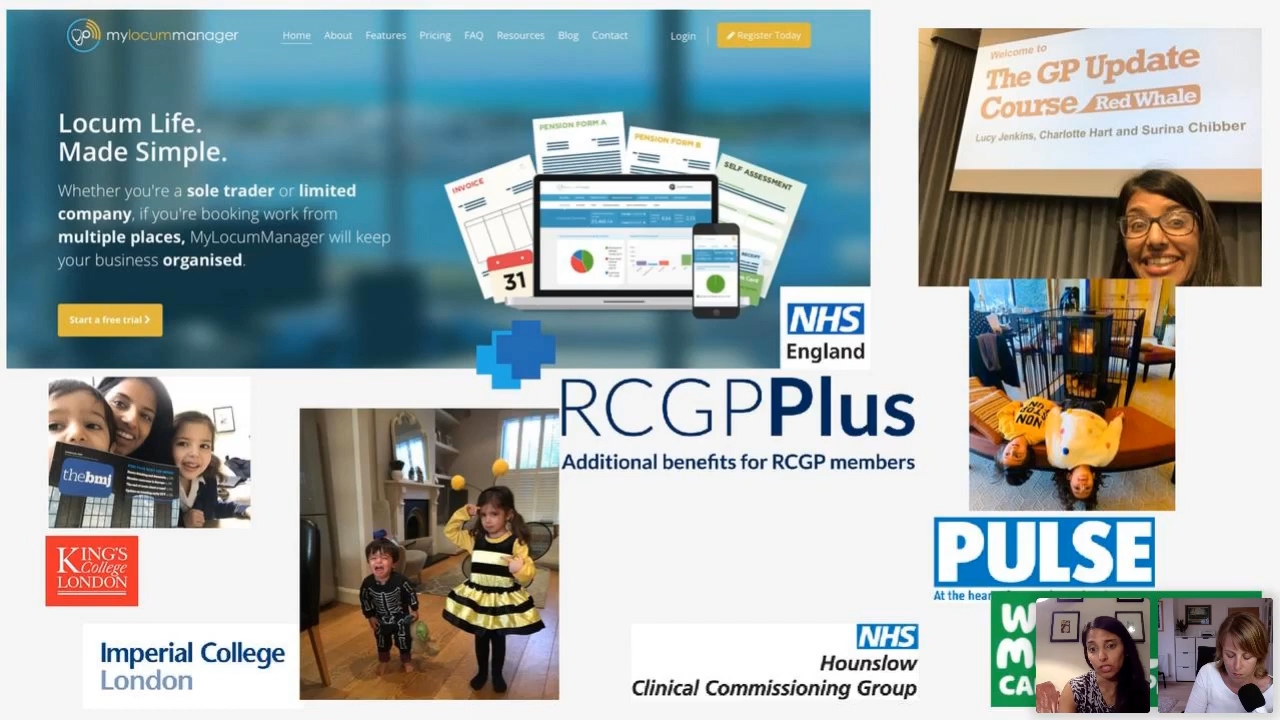 mylocummanager
Home About Features Pricing FAQ Resources Blog Contact Login Register Today
Locum Life.
Made Simple.
Whether you're a sole trader or limited
company, if you're booking work from
multiple places, MyLocumManager will keep
your business organised.
Start a free trial
INVOICE
PENSION FORM A
PENSION FORM B
SELF ASSESSMENT
31
NHS
England
Welcome to
The GP Update
Course Red Whale
Lucy Jenkins, Charlotte Hart and Surina Chibber
RCGPPlus
Additional benefits for RCGP members
thebmj
KING'S
College
LONDON
Imperial College
London
NON
STOP
PULSE
At the hear
NHS
Hounslow
Clinical Commissioning Group
W
M
CA